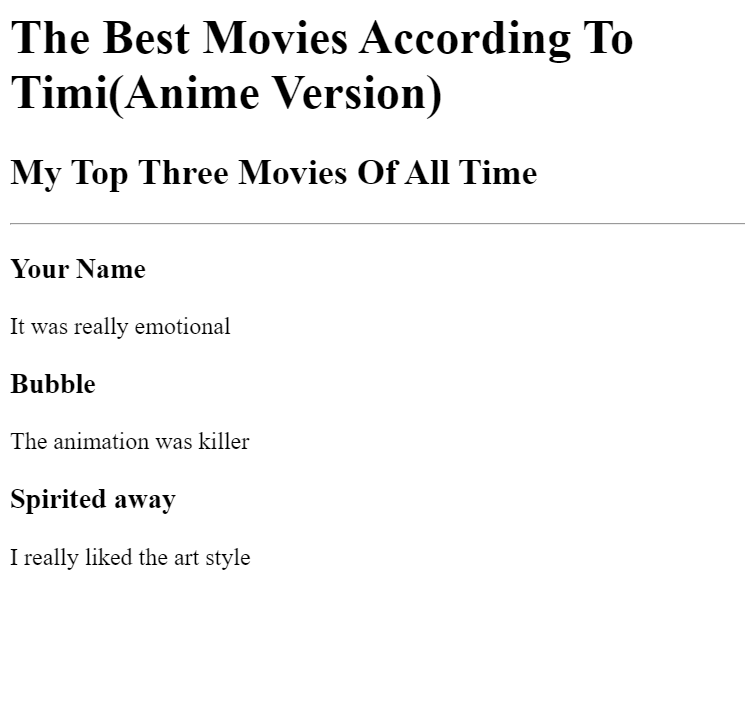 The Best Movies According To
Timi(Anime Version)
My Top Three Movies Of All Time
Your Name
It was really emotional
Bubble
The animation was killer
Spirited away
I really liked the art style